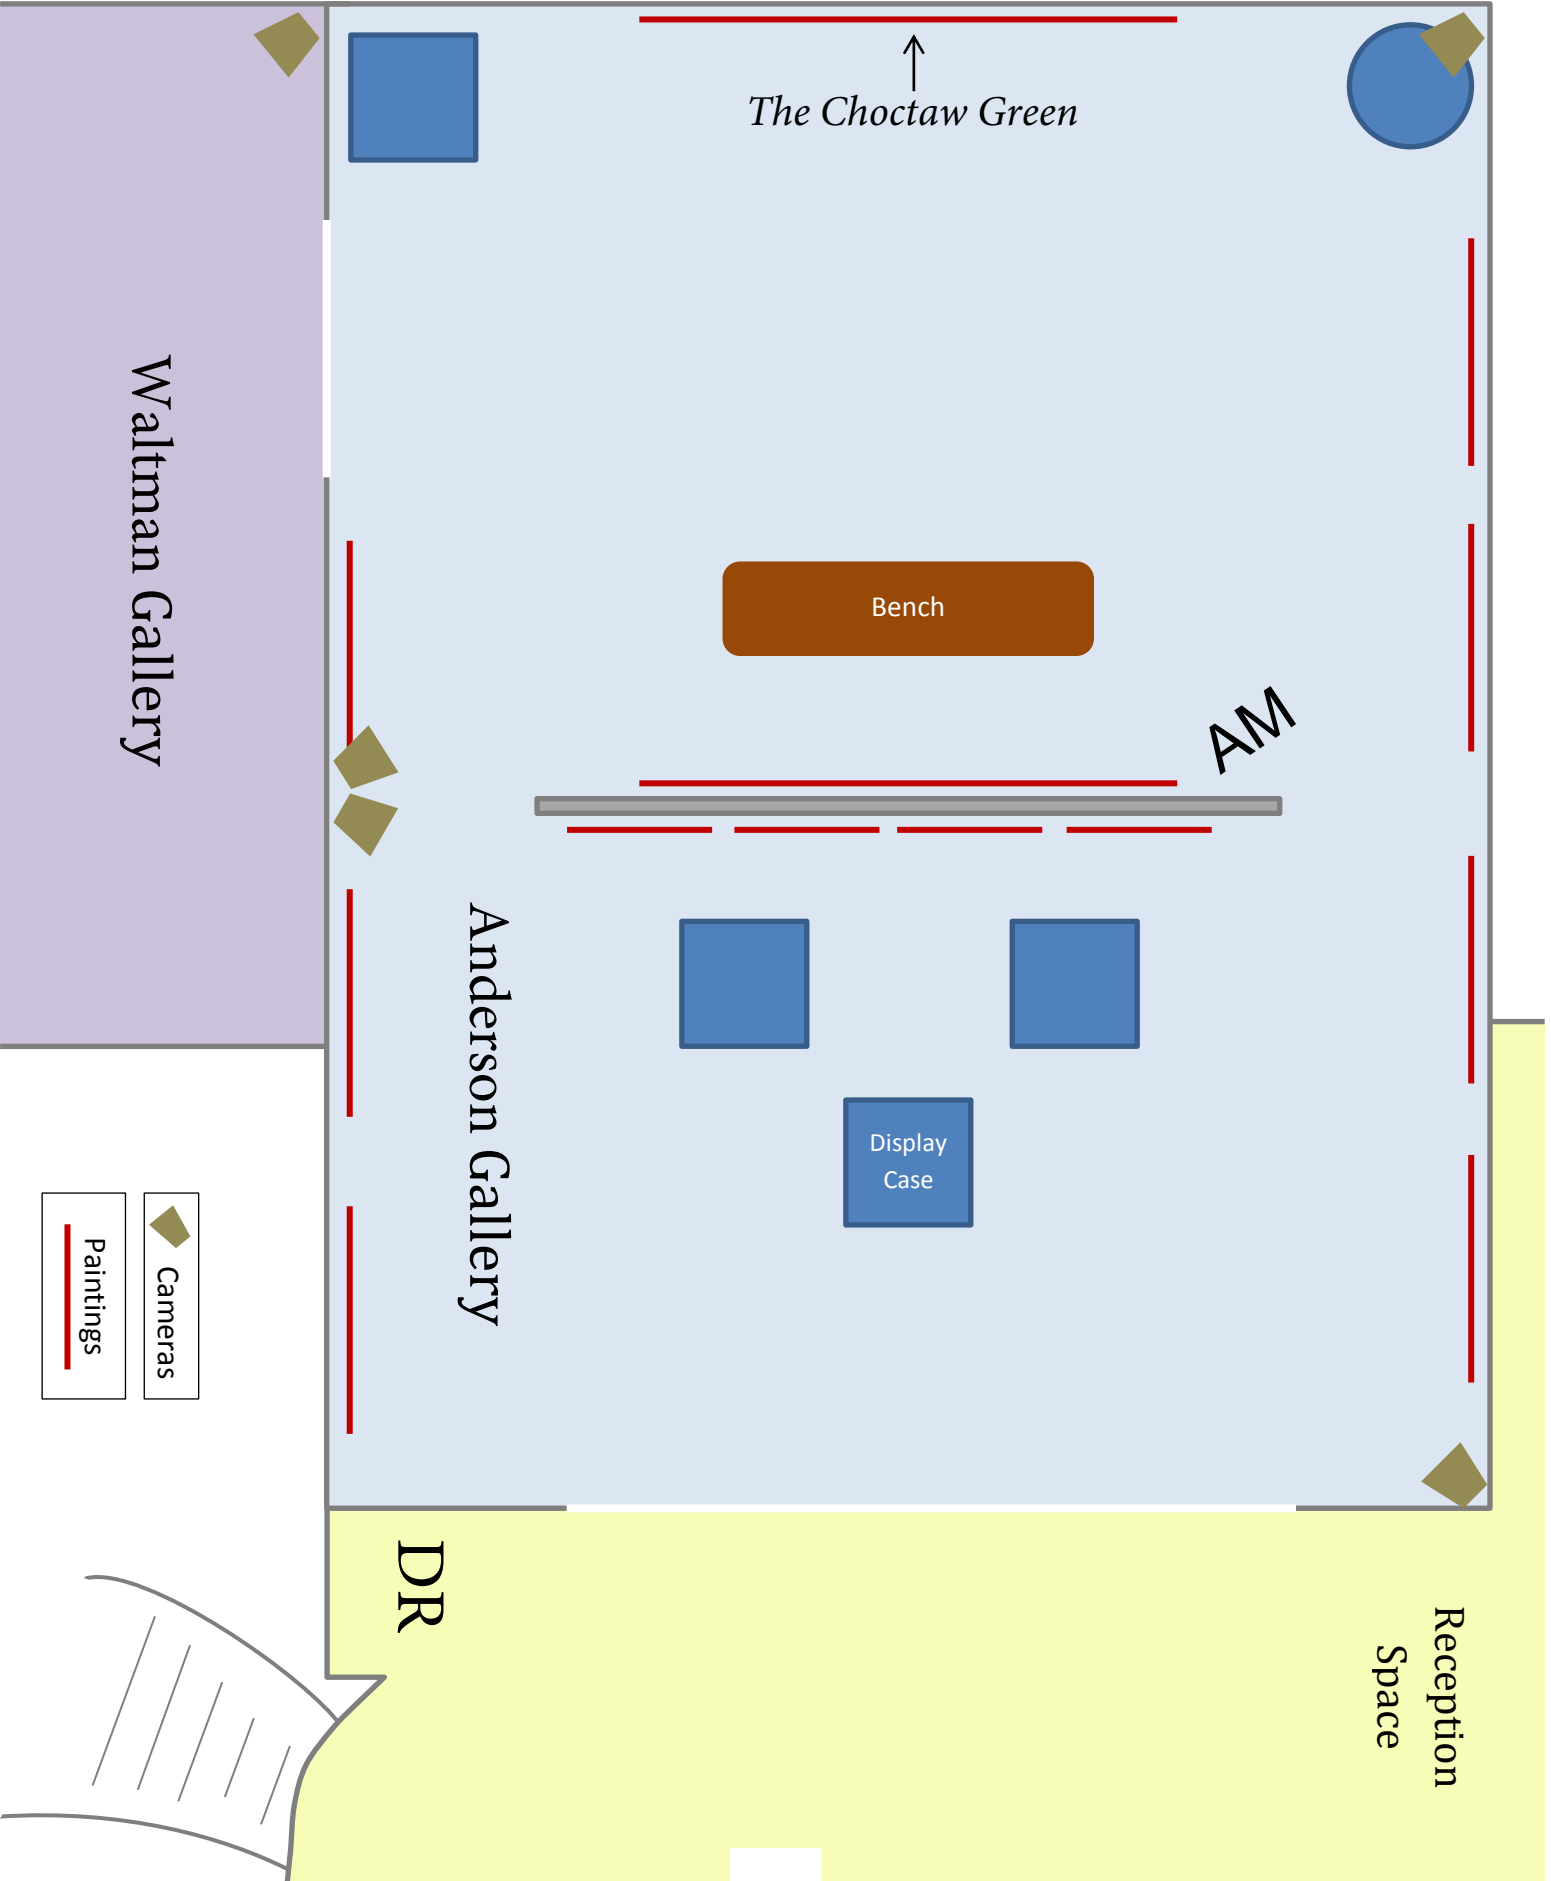 The Choctaw Green
Waltman Gallery
Bench
AM
Anderson Gallery
Display
Case
Cameras
Paintings
DR
Reception
Space